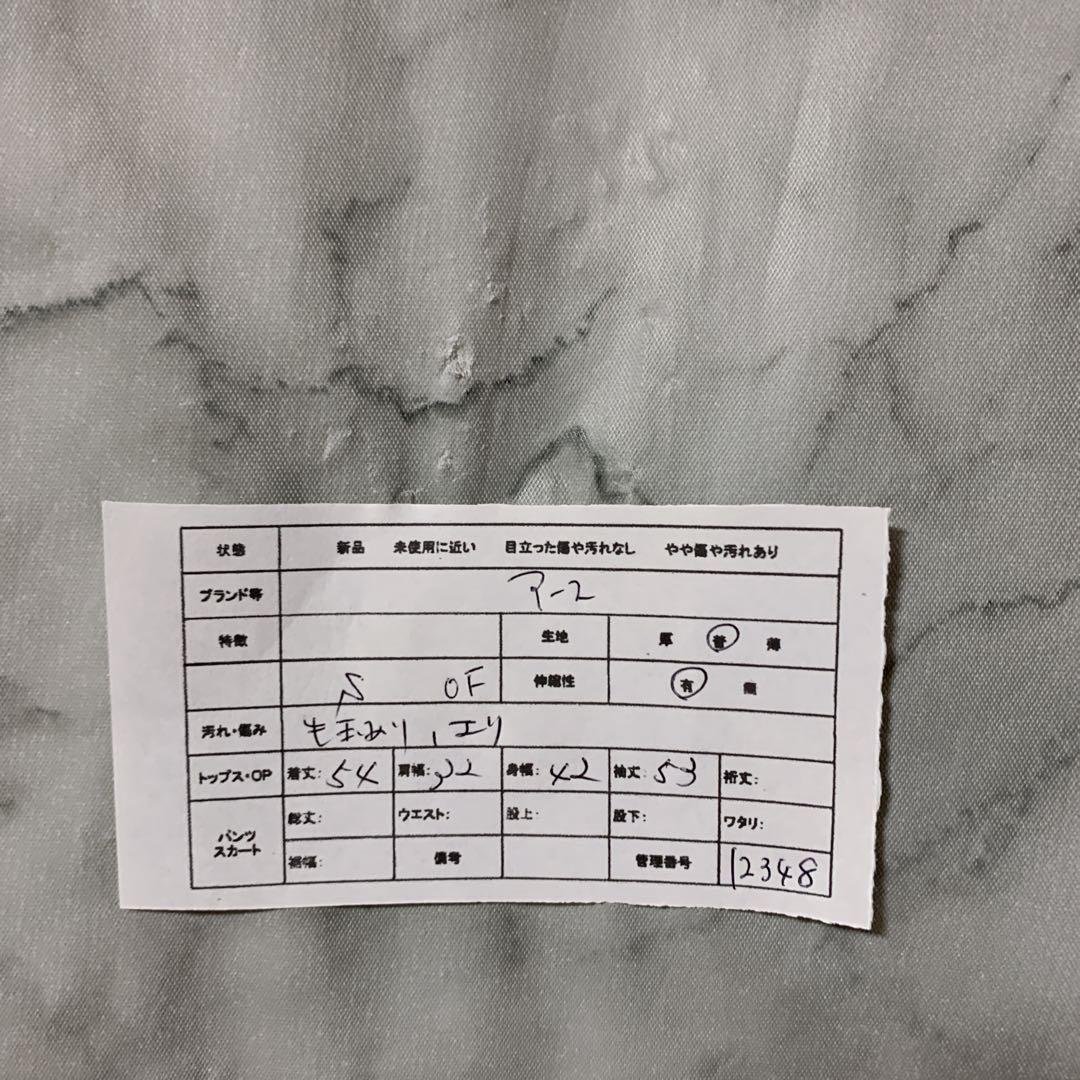 状態 新品 未使用に近い 目立った傷や汚れなし やや傷や汚れあり
ブランド等 アース
特徴 生地 厚 普 薄
S OF 伸縮性 有 無
汚れ・傷み 毛玉あり、エリ
トップス・OP 着丈: 54 肩幅: 32 身幅: 42 袖丈: 53 裄丈:
パンツ スカート 総丈: ウエスト: 股上: 股下: ワタリ:
裾幅: 備考 管理番号 12348